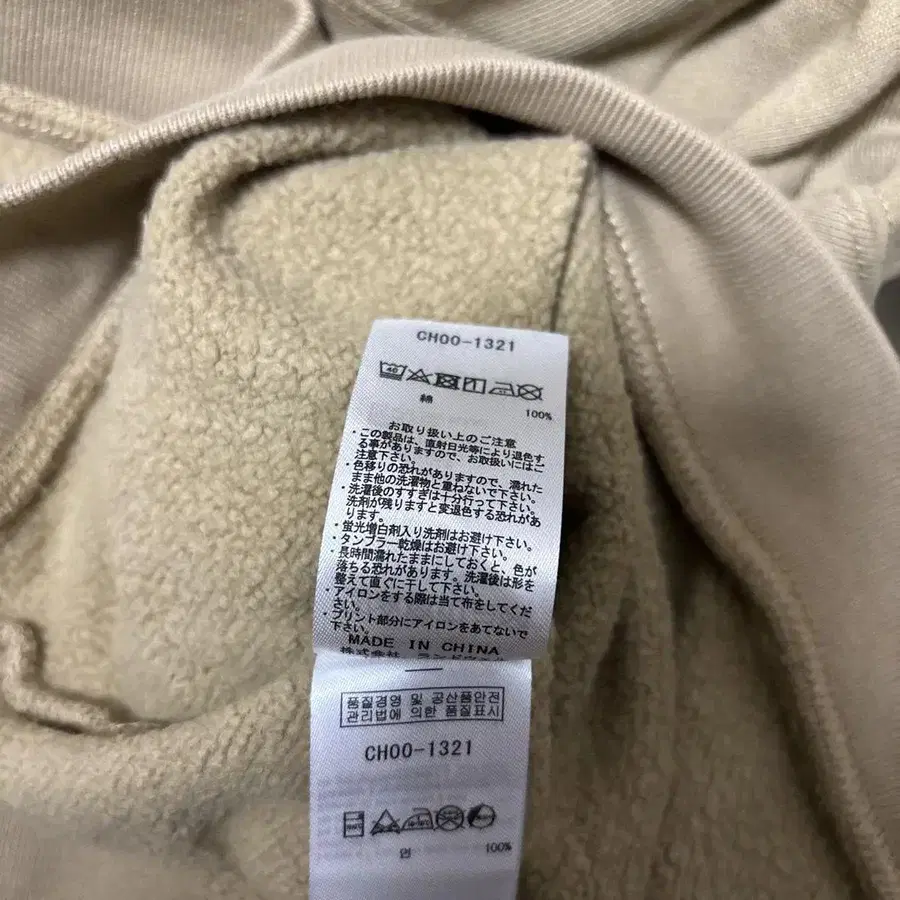 CH00-1321
40
綿 100%
お取り扱い上のご注意
・この製品は、直射日光等により退色す
る事がありますので、お取扱いにはご
注意下さい。
・色移りの恐れがありますので、濡れた
まま他の洗濯物と重ねないで下さい。
・洗濯後のすすぎは十分行って下さい。
洗剤が残りますと変退色する恐れがあ
ります。
・蛍光増白剤入り洗剤はお避け下さい。
・タンブラー乾燥はお避け下さい。
・長時間濡れたままにしておくと、色が
落ちる恐れがあります。洗濯後は形を
整えて直ぐに干して下さい。
・アイロンをする際は当て布をしてくだ
さい。
・プリント部分にアイロンをあてないで
下さい。
MADE IN CHINA
株式会社
품질경영 및 공산품안전
관리법에 의한 품질표시
CH00-1321
면 100%